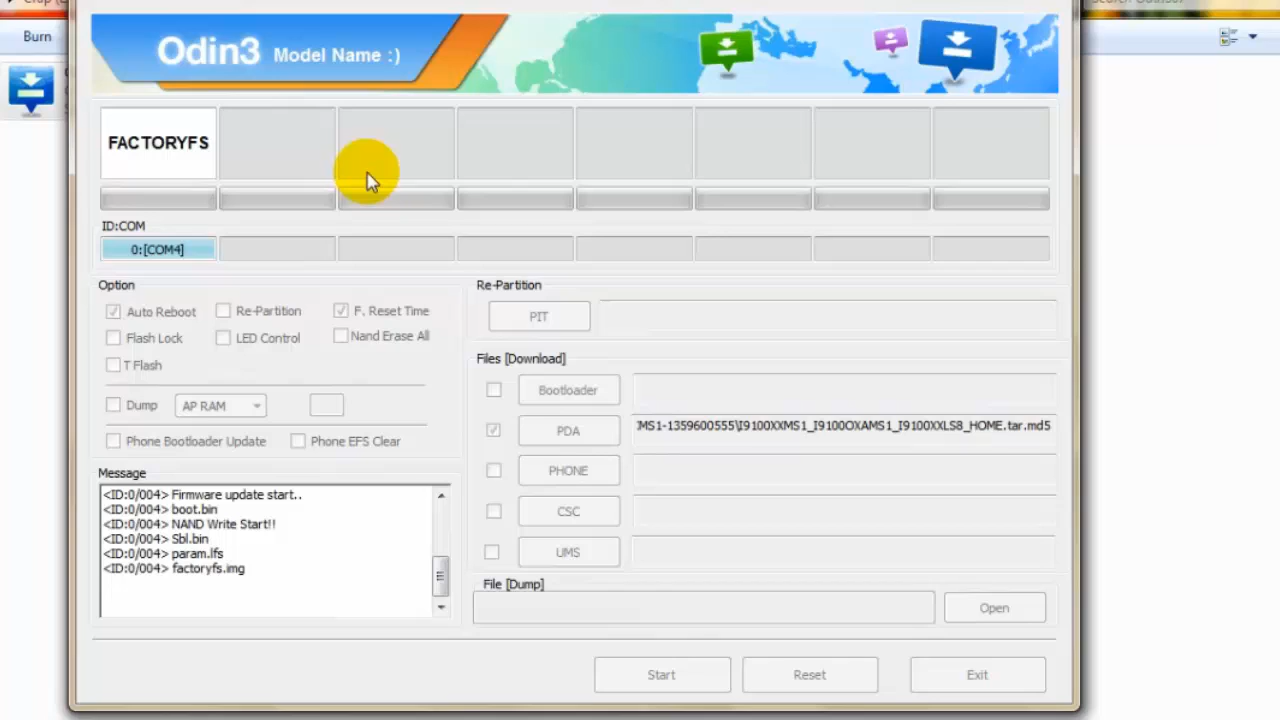 Burn
Odin3 Model Name :)
FACTORYFS
ID:COM
0:[COM4]
Option
Auto Reboot
Re-Partition
F. Reset Time
Flash Lock
LED Control
Nand Erase All
T Flash
Dump
AP RAM
Phone Bootloader Update
Phone EFS Clear
Message
<ID:0/004> Firmware update start..
<ID:0/004> boot.bin
<ID:0/004> NAND Write Start!!
<ID:0/004> Sbl.bin
<ID:0/004> param.lfs
<ID:0/004> factoryfs.img
Re-Partition
PIT
Files [Download]
Bootloader
PDA
MS1-1359600555\I9100XXMS1_I9100OXAMS1_I9100XXLS8_HOME.tar.md5
PHONE
CSC
UMS
File [Dump]
Open
Start
Reset
Exit